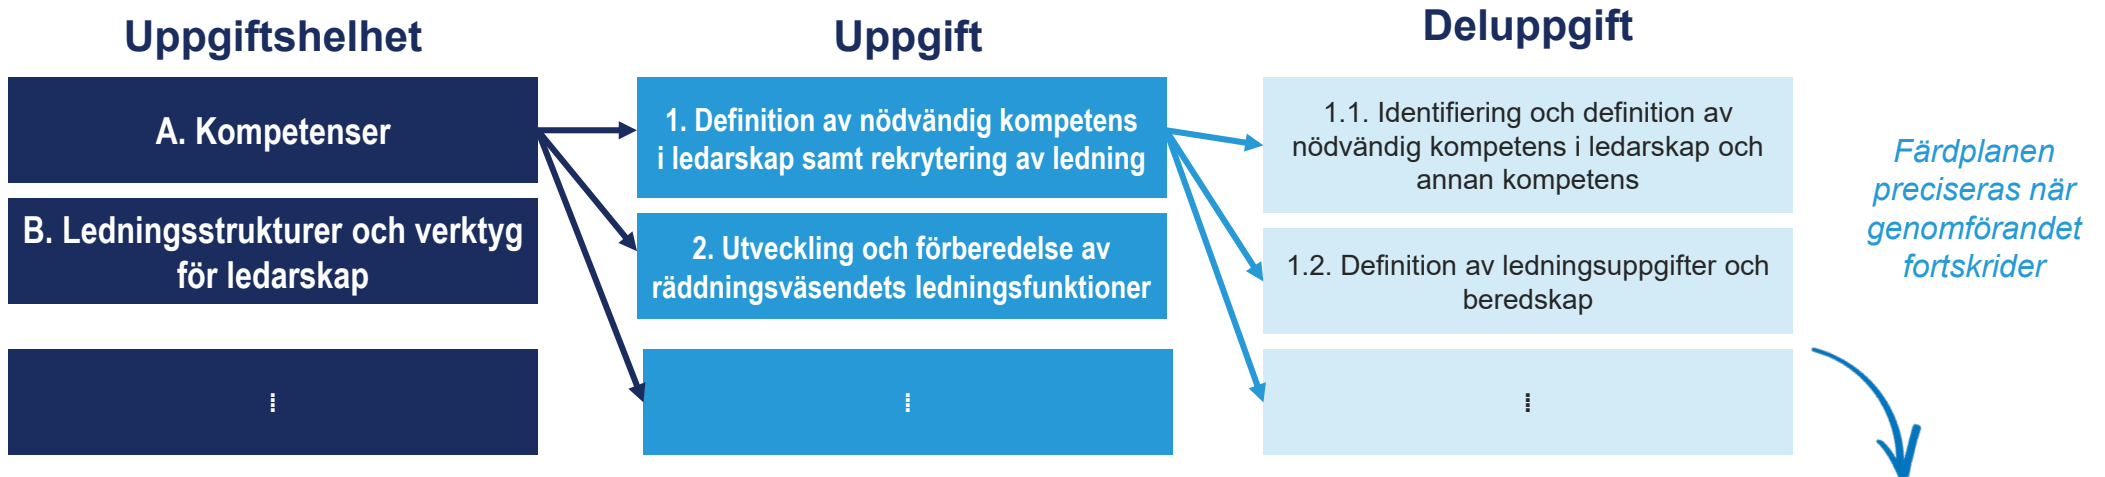 Uppgiftshelhet
A. Kompetenser
B. Ledningsstrukturer och verktyg
för ledarskap
⁞
Uppgift
1. Definition av nödvändig kompetens
i ledarskap samt rekrytering av ledning
2. Utveckling och förberedelse av
räddningsväsendets ledningsfunktioner
⁞
Deluppgift
1.1. Identifiering och definition av
nödvändig kompetens i ledarskap och
annan kompetens
1.2. Definition av ledningsuppgifter och
beredskap
⁞
Färdplanen
preciseras när
genomförandet
fortskrider